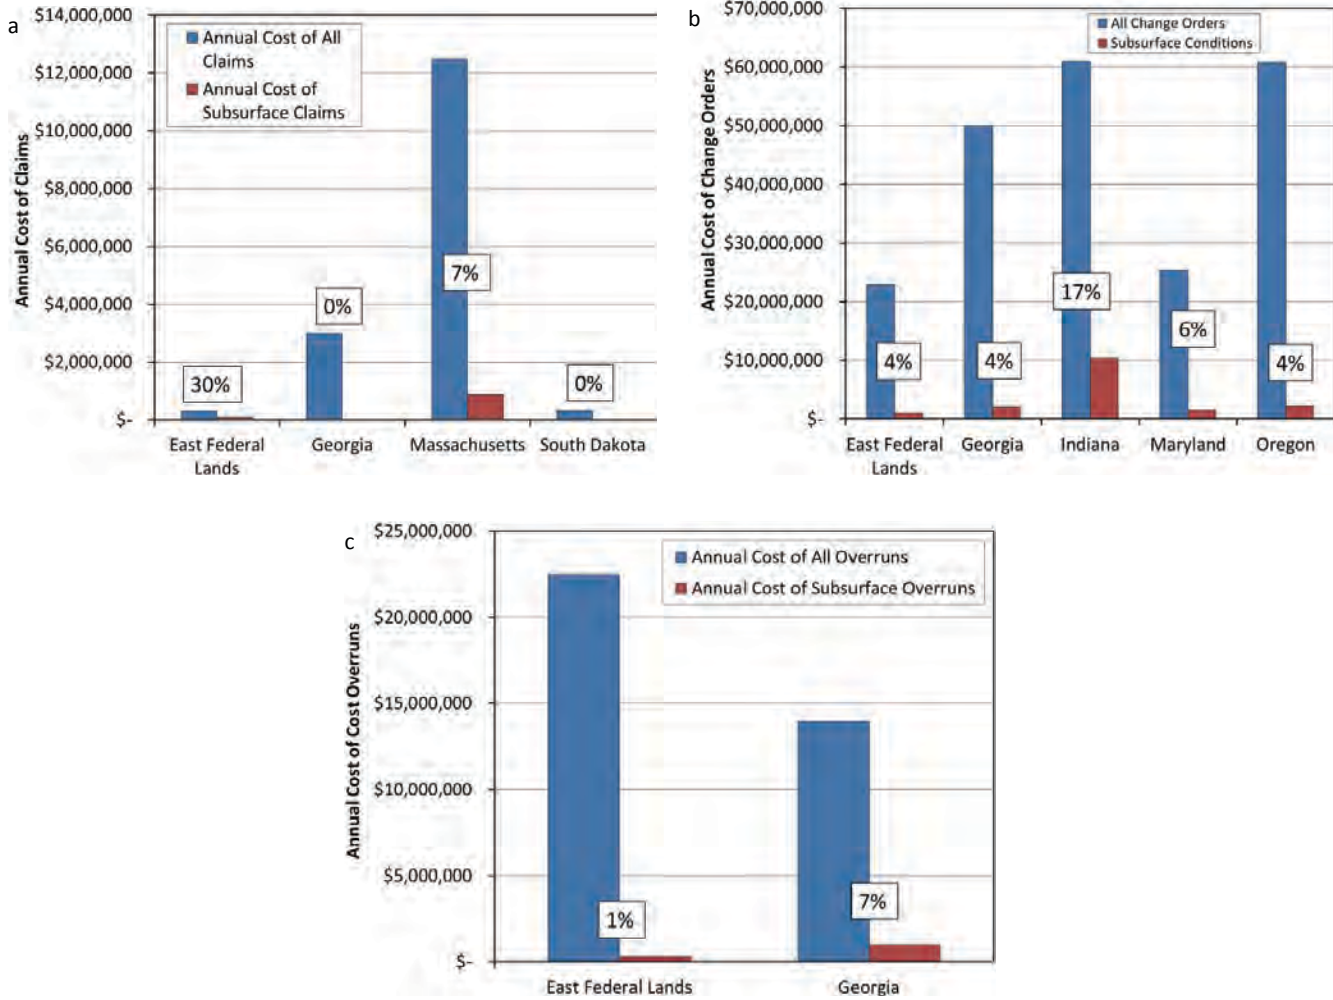 a
Annual Cost of Claims
$14,000,000
$12,000,000
$10,000,000
$8,000,000
$6,000,000
$4,000,000
$2,000,000
$-
Annual Cost of All
Claims
Annual Cost of
Subsurface Claims
30%
0%
7%
0%
East Federal
Lands
Georgia
Massachusetts
South Dakota
b
Annual Cost of Change Orders
$70,000,000
$60,000,000
$50,000,000
$40,000,000
$30,000,000
$20,000,000
$10,000,000
$-
All Change Orders
Subsurface Conditions
4%
4%
17%
6%
4%
East Federal
Lands
Georgia
Indiana
Maryland
Oregon
c
Annual Cost of Cost Overruns
$25,000,000
$20,000,000
$15,000,000
$10,000,000
$5,000,000
$-
Annual Cost of All Overruns
Annual Cost of Subsurface Overruns
1%
7%
East Federal Lands
Georgia